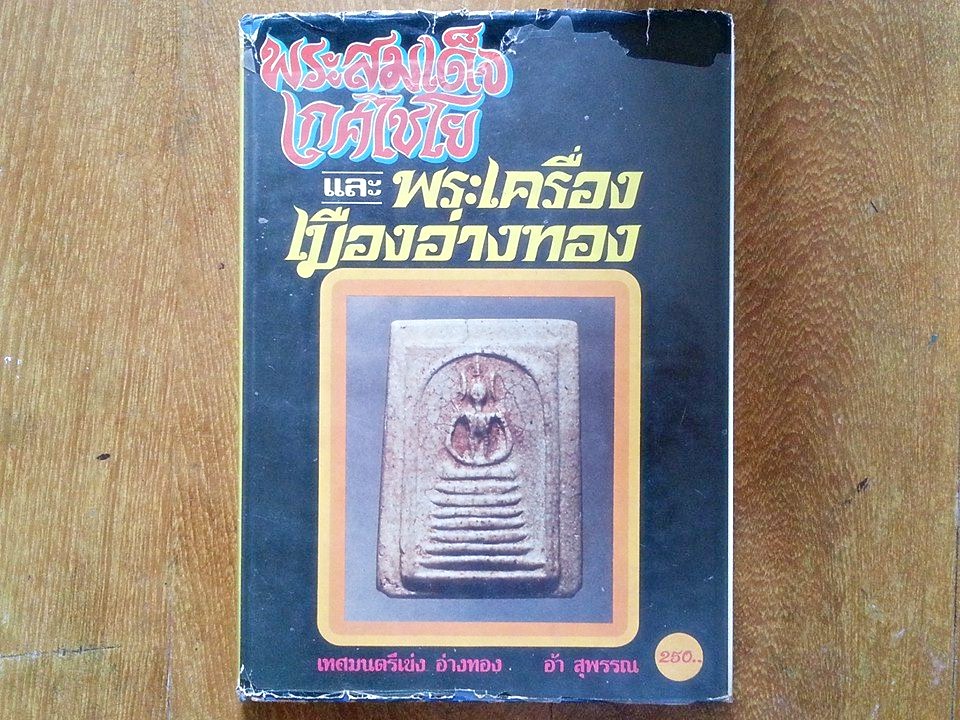 พระสมเด็จ
เกศไชโย
และ พระเครื่อง
เมืองอ่างทอง
เทศมนตรีเข่ง อ่างทอง อ้า สุพรรณ
250..